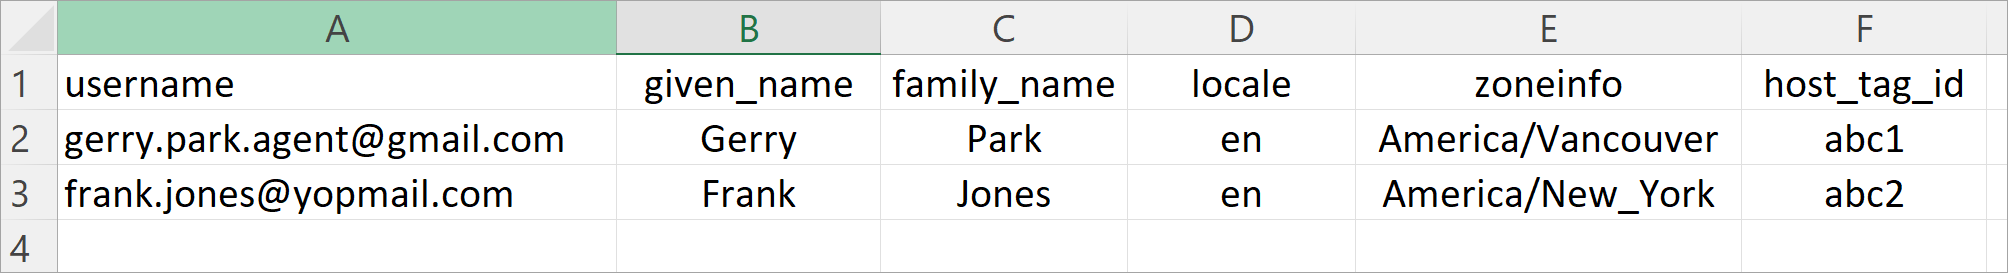 A B C D E F
1 username given_name family_name locale zoneinfo host_tag_id
2 gerry.park.agent@gmail.com Gerry Park en America/Vancouver abc1
3 frank.jones@yopmail.com Frank Jones en America/New_York abc2
4